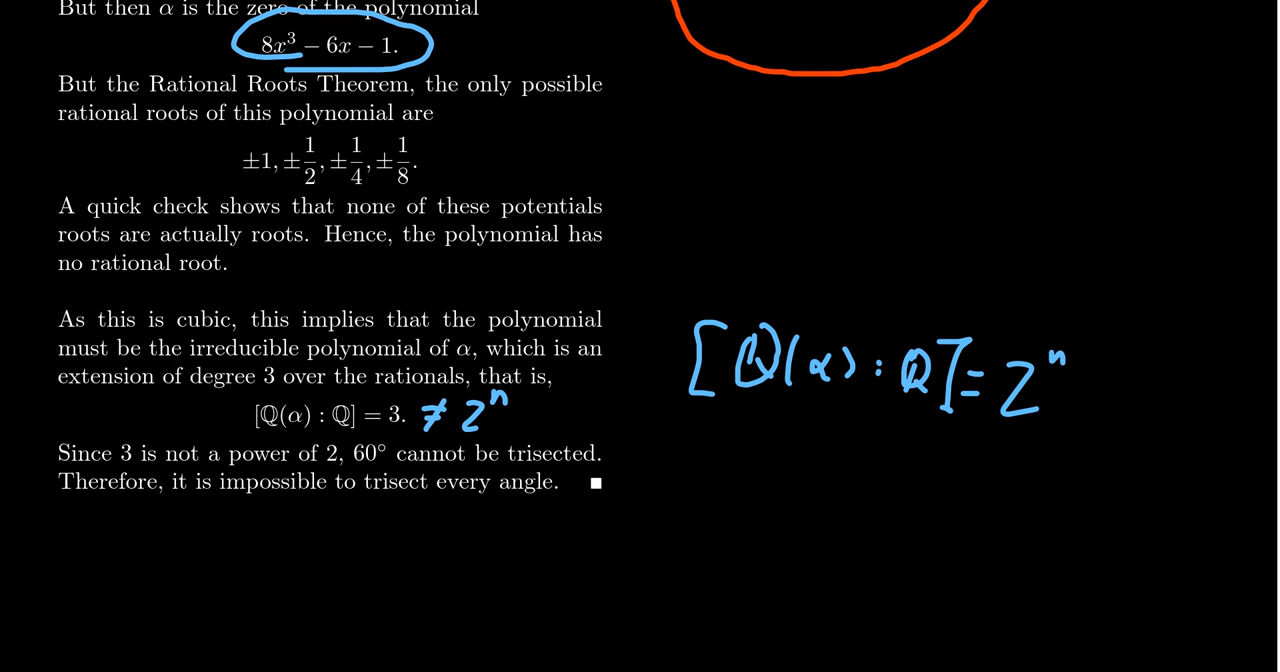 But then α is the zero of the polynomial
8x³ − 6x − 1.
But the Rational Roots Theorem, the only possible
rational roots of this polynomial are
±1, ±1/2, ±1/4, ±1/8.
A quick check shows that none of these potentials
roots are actually roots. Hence, the polynomial has
no rational root.
As this is cubic, this implies that the polynomial
must be the irreducible polynomial of α, which is an
extension of degree 3 over the rationals, that is,
[ℚ(α) : ℚ] = 3. ≠ 2ⁿ
Since 3 is not a power of 2, 60° cannot be trisected.
Therefore, it is impossible to trisect every angle. ■
[ℚ(α) : ℚ] = 2ⁿ